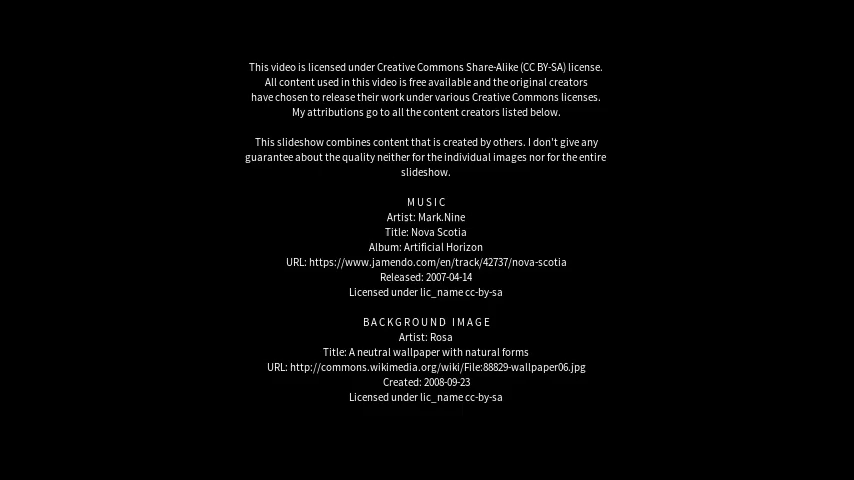 This video is licensed under Creative Commons Share-Alike (CC BY-SA) license.
All content used in this video is free available and the original creators
have chosen to release their work under various Creative Commons licenses.
My attributions go to all the content creators listed below.
This slideshow combines content that is created by others. I don't give any
guarantee about the quality neither for the individual images nor for the entire
slideshow.
MUSIC
Artist: Mark.Nine
Title: Nova Scotia
Album: Artificial Horizon
URL: https://www.jamendo.com/en/track/42737/nova-scotia
Released: 2007-04-14
Licensed under lic_name cc-by-sa
BACKGROUND IMAGE
Artist: Rosa
Title: A neutral wallpaper with natural forms
URL: http://commons.wikimedia.org/wiki/File:88829-wallpaper06.jpg
Created: 2008-09-23
Licensed under lic_name cc-by-sa